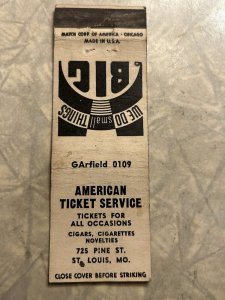 MATCH CORP. OF AMERICA - CHICAGO
MADE IN U.S.A.
WE DO small THINGS
BIG
GArfield 0109
AMERICAN
TICKET SERVICE
TICKETS FOR
ALL OCCASIONS
CIGARS, CIGARETTES
NOVELTIES
725 PINE ST.
ST. LOUIS, MO.
CLOSE COVER BEFORE STRIKING